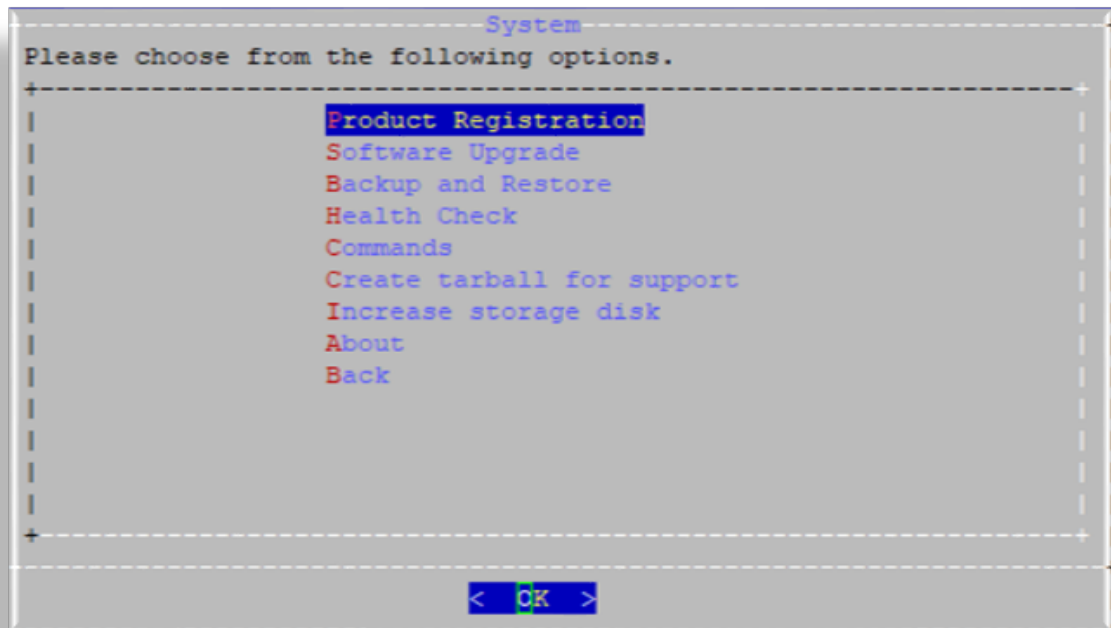 System
Please choose from the following options.
Product Registration
Software Upgrade
Backup and Restore
Health Check
Commands
Create tarball for support
Increase storage disk
About
Back
< OK >